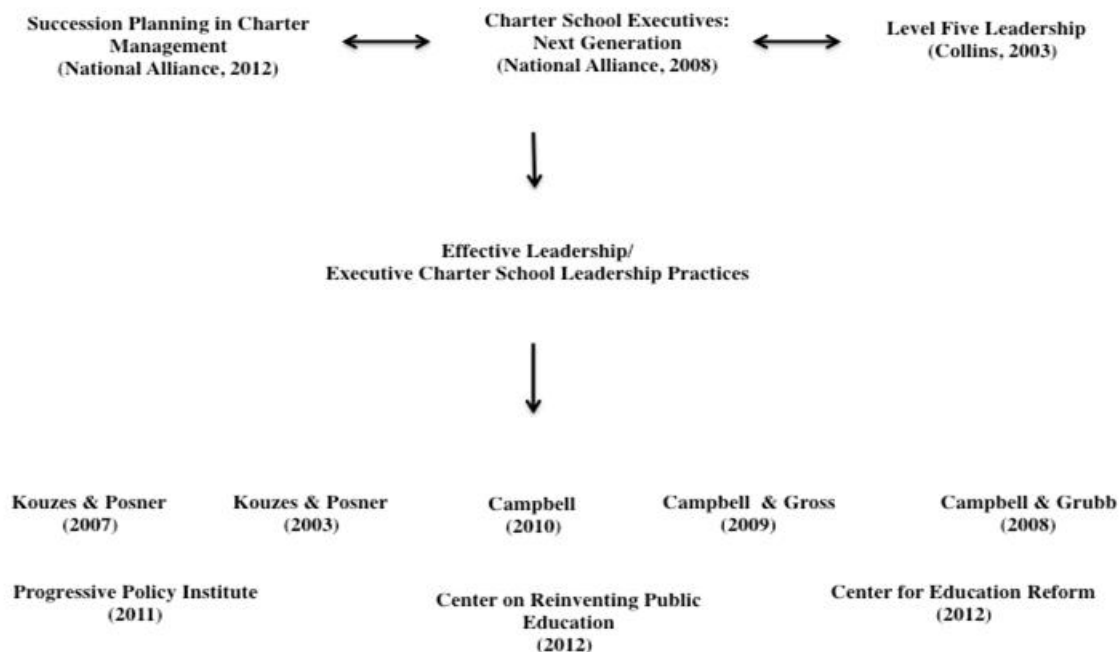 Succession Planning in Charter
Management
(National Alliance, 2012)
Charter School Executives:
Next Generation
(National Alliance, 2008)
Level Five Leadership
(Collins, 2003)
Effective Leadership/
Executive Charter School Leadership Practices
Kouzes & Posner
(2007)
Kouzes & Posner
(2003)
Campbell
(2010)
Campbell & Gross
(2009)
Campbell & Grubb
(2008)
Progressive Policy Institute
(2011)
Center on Reinventing Public
Education
(2012)
Center for Education Reform
(2012)